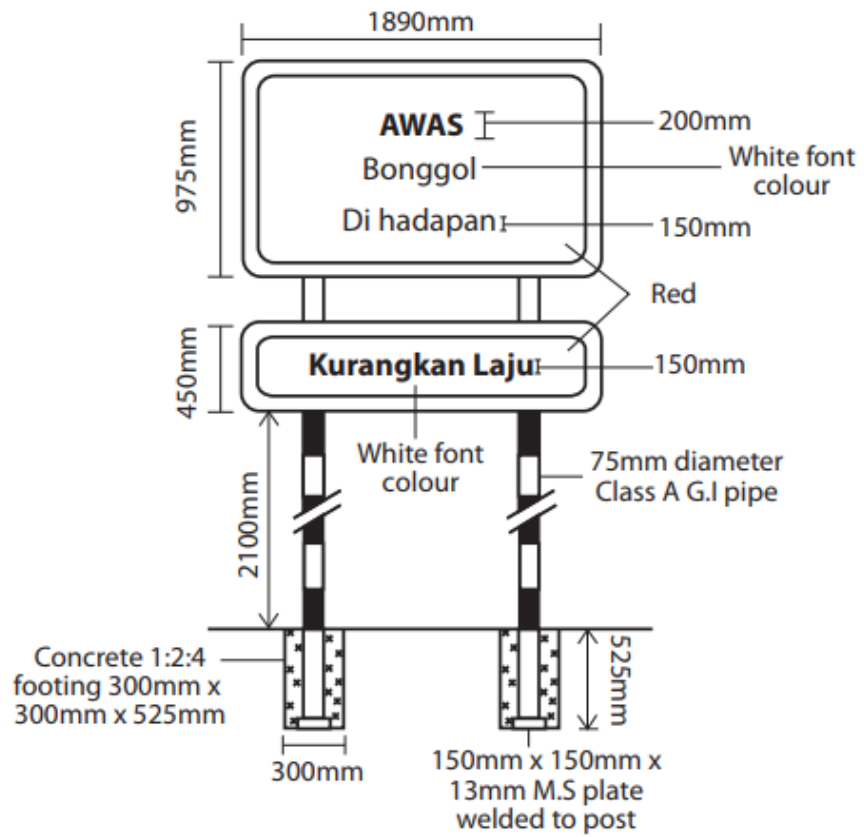 1890mm
975mm
AWAS
200mm
Bonggol
White font
colour
Di hadapan
150mm
Red
450mm
Kurangkan Laju
150mm
White font
colour
75mm diameter
Class A G.I pipe
2100mm
Concrete 1:2:4
footing 300mm x
300mm x 525mm
525mm
300mm
150mm x 150mm x
13mm M.S plate
welded to post